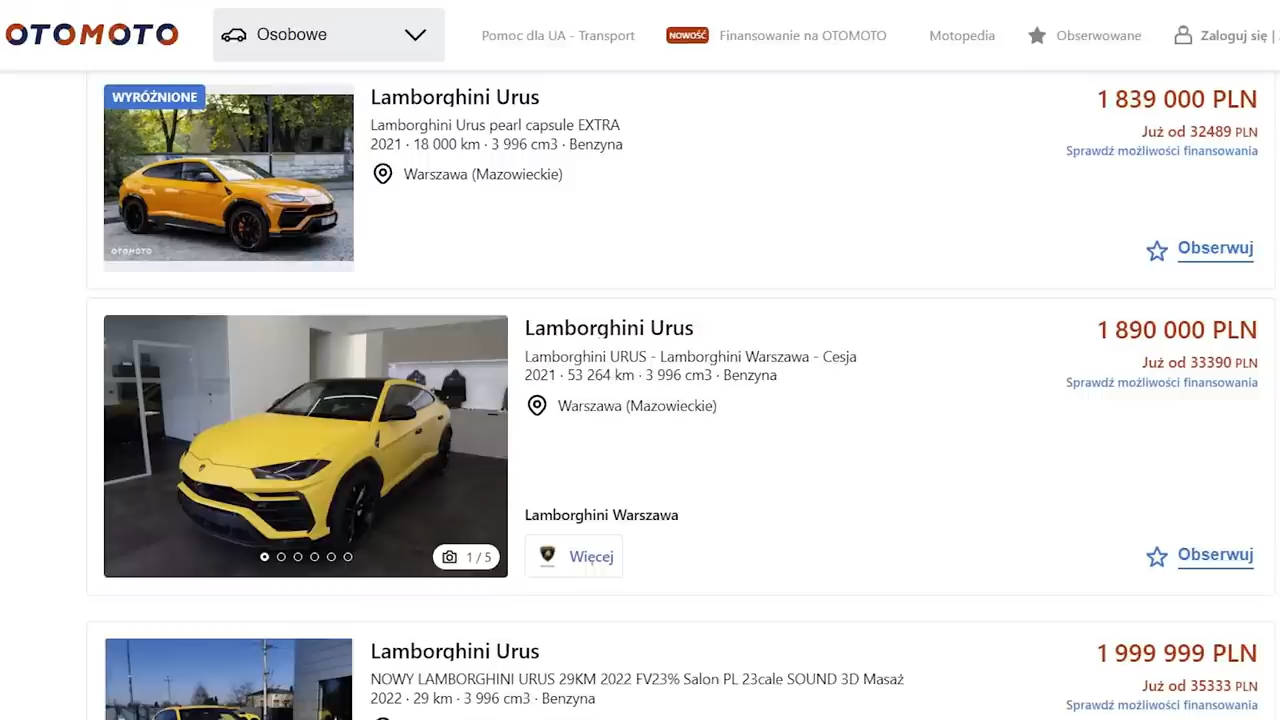 OTOMOTO
Osobowe
Pomoc dla UA - Transport
NOWOŚĆ
Finansowanie na OTOMOTO
Motopedia
Obserwowane
Zaloguj się |
WYRÓŻNIONE
OTOMOTO
Lamborghini Urus
Lamborghini Urus pearl capsule EXTRA
2021 · 18 000 km · 3 996 cm3 · Benzyna
Warszawa (Mazowieckie)
1 839 000 PLN
Już od 32489 PLN
Sprawdź możliwości finansowania
Obserwuj
1 / 5
Lamborghini Urus
Lamborghini URUS - Lamborghini Warszawa - Cesja
2021 · 53 264 km · 3 996 cm3 · Benzyna
Warszawa (Mazowieckie)
Lamborghini Warszawa
Więcej
1 890 000 PLN
Już od 33390 PLN
Sprawdź możliwości finansowania
Obserwuj
Lamborghini Urus
NOWY LAMBORGHINI URUS 29KM 2022 FV23% Salon PL 23cale SOUND 3D Masaż
2022 · 29 km · 3 996 cm3 · Benzyna
1 999 999 PLN
Już od 35333 PLN
Sprawdź możliwości finansowania